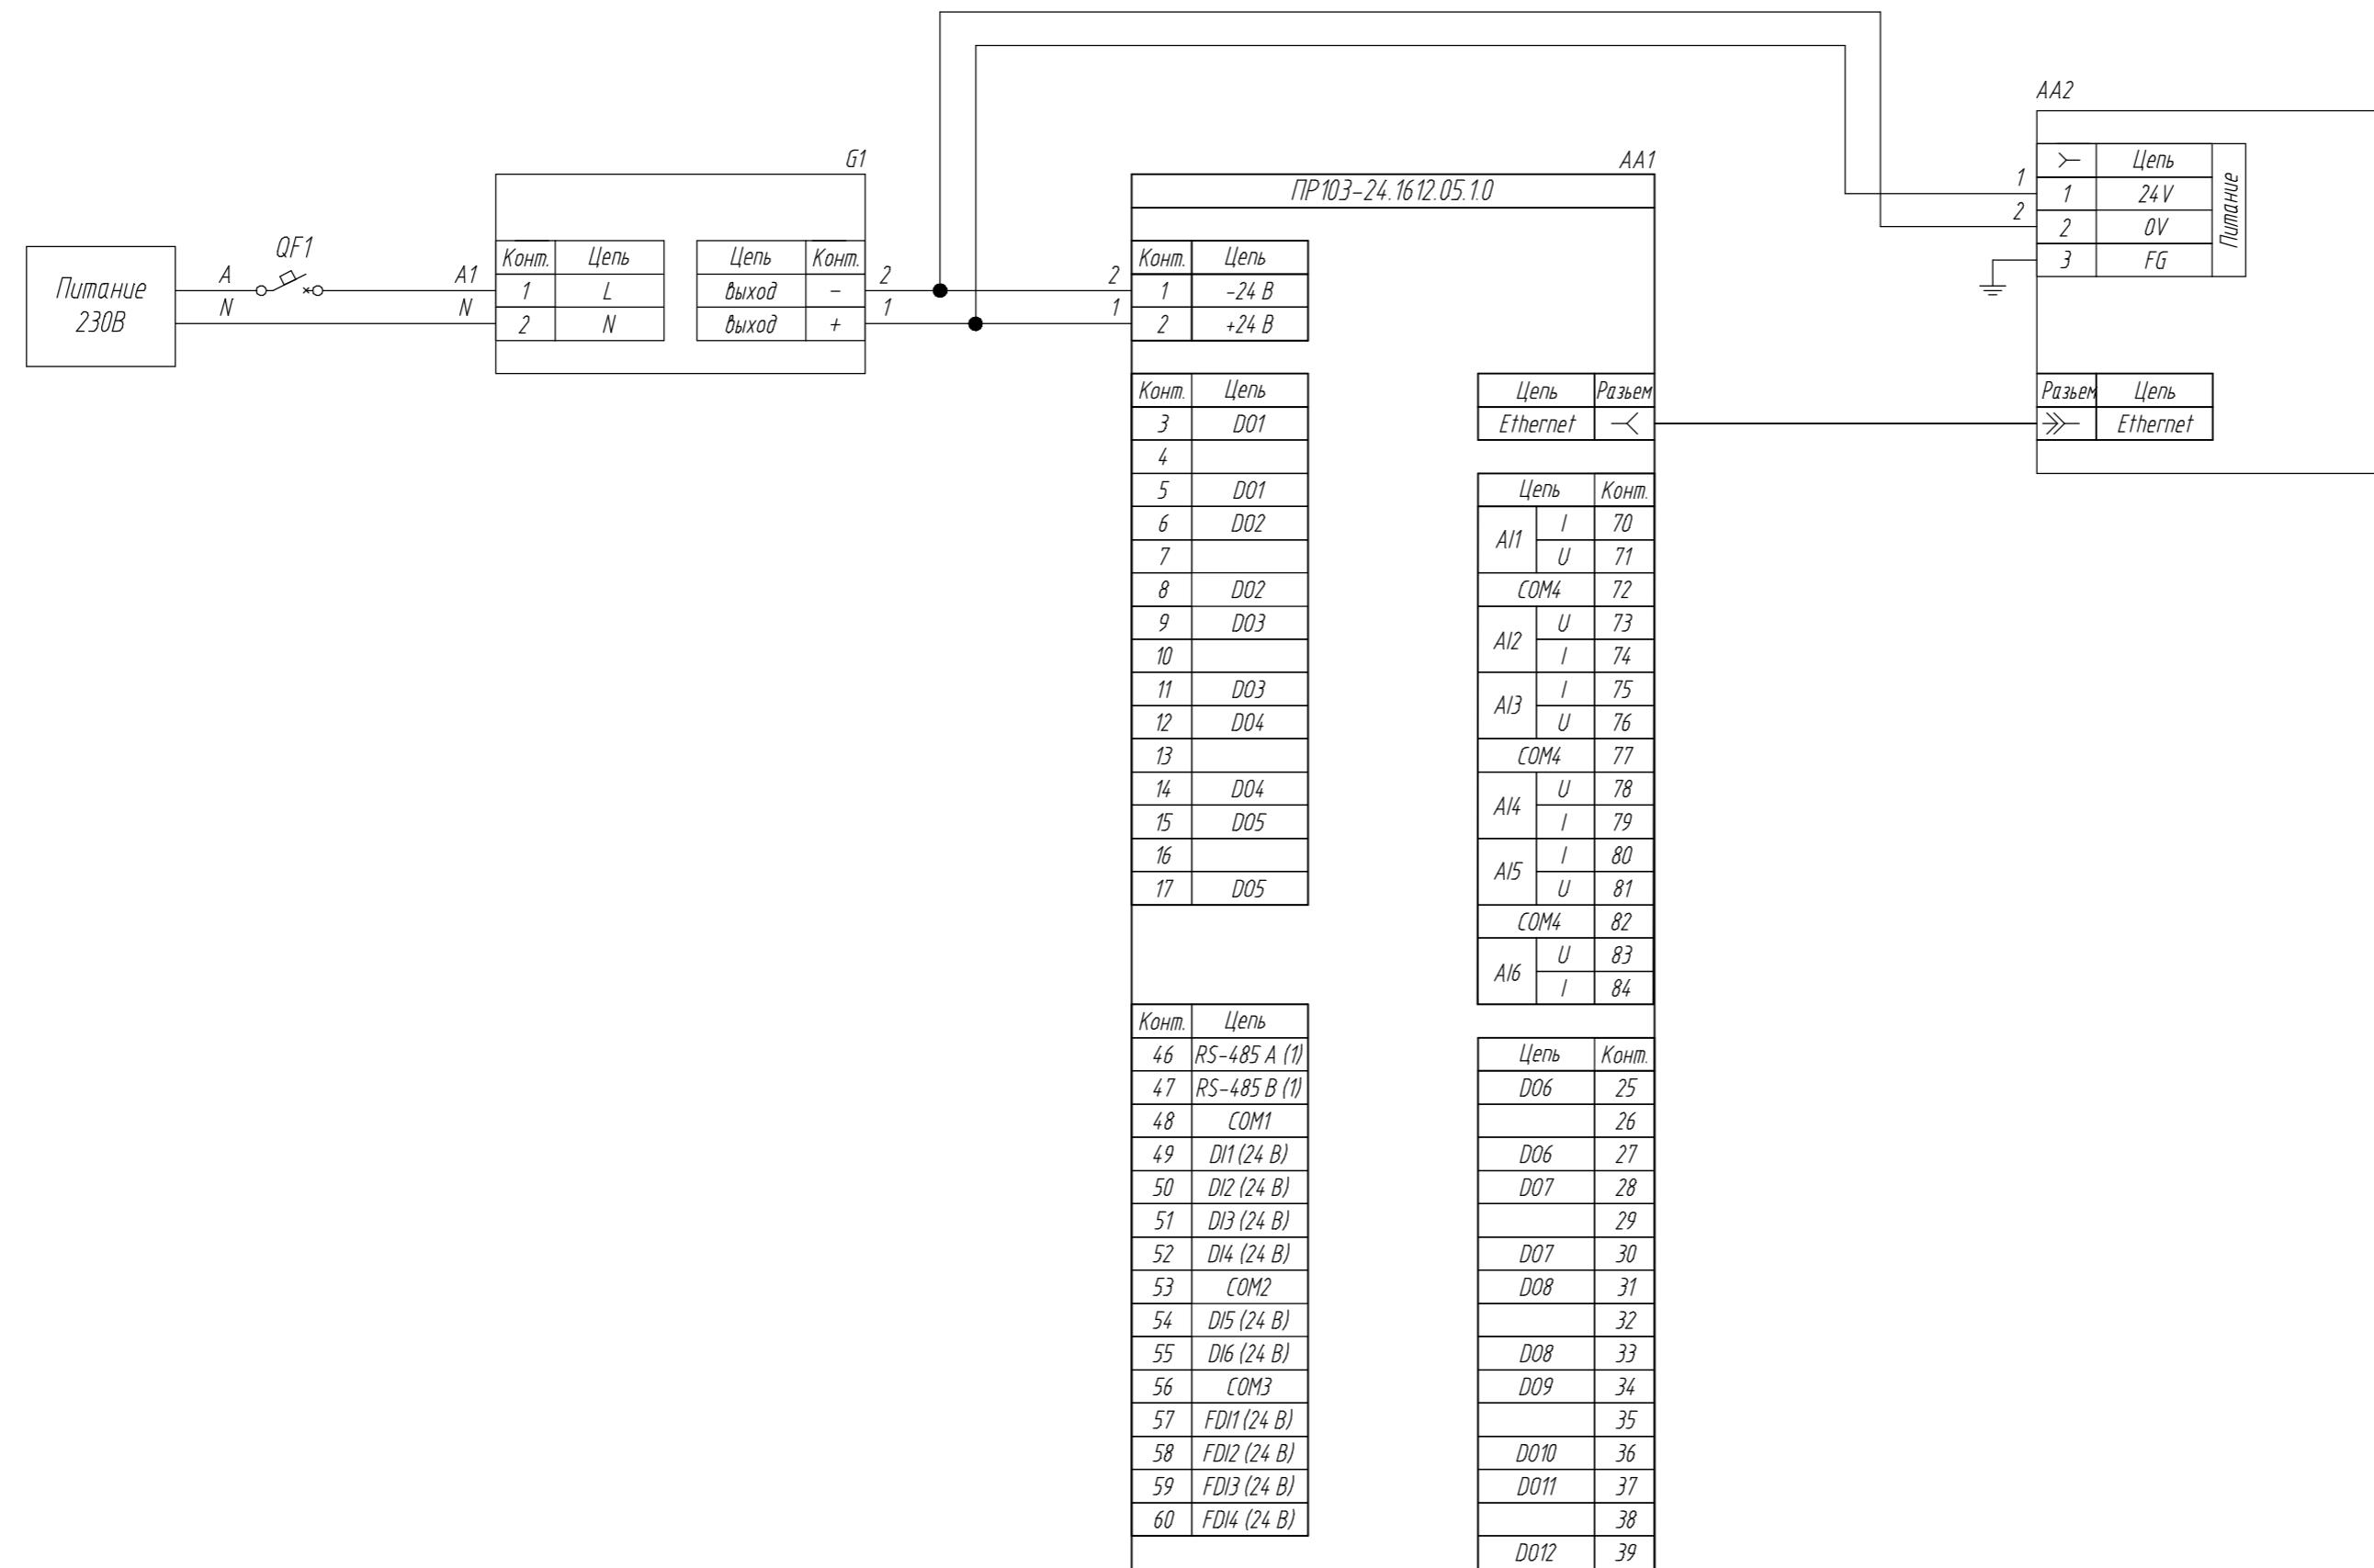 AA2
G1
AA1
ПР103-24.1612.05.1.0
Цепь
1 1 24V
2 2 0V
3 FG
Питание
Питание
230В
QF1
A A1
N N
Конт. Цепь
1 L
2 N
Цепь Конт.
выход - 2
выход + 1
Конт. Цепь
2 1 -24 В
1 2 +24 В
Конт. Цепь
3 DO1
4
5 DO1
6 DO2
7
8 DO2
9 DO3
10
11 DO3
12 DO4
13
14 DO4
15 DO5
16
17 DO5
Цепь Разьем
Ethernet
Разьем Цепь
Ethernet
Цепь Конт.
AI1 I 70
U 71
COM4 72
AI2 U 73
I 74
AI3 I 75
U 76
COM4 77
AI4 U 78
I 79
AI5 I 80
U 81
COM4 82
AI6 U 83
I 84
Конт. Цепь
46 RS-485 A (1)
47 RS-485 B (1)
48 COM1
49 DI1 (24 В)
50 DI2 (24 В)
51 DI3 (24 В)
52 DI4 (24 В)
53 COM2
54 DI5 (24 В)
55 DI6 (24 В)
56 COM3
57 FDI1 (24 В)
58 FDI2 (24 В)
59 FDI3 (24 В)
60 FDI4 (24 В)
Цепь Конт.
DO6 25
26
DO6 27
DO7 28
29
DO7 30
DO8 31
32
DO8 33
DO9 34
35
DO10 36
DO11 37
38
DO12 39